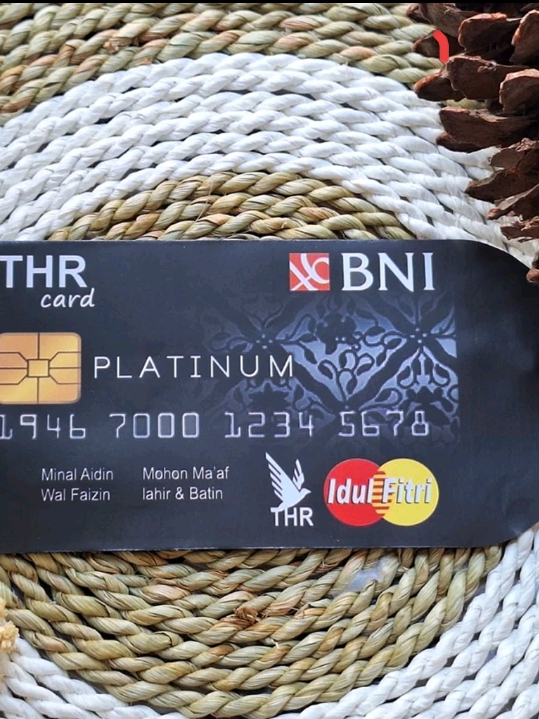 THR
card
BNI
PLATINUM
1946 7000 1234 5678
Minal Aidin
Wal Faizin
Mohon Ma'af
lahir & Batin
THR
Idul Fitri